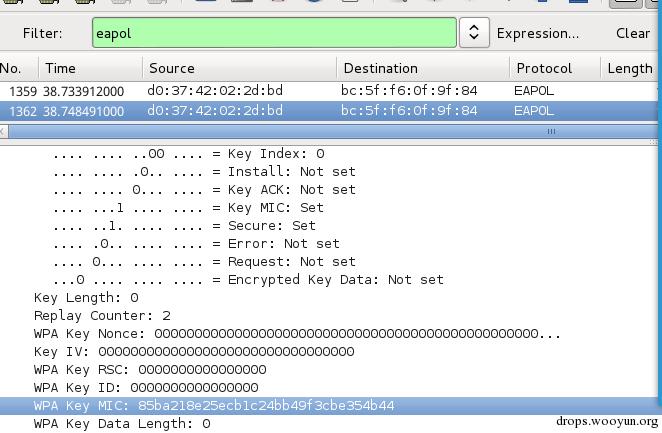 Filter: eapol Expression... Clear
No. Time Source Destination Protocol Length
1359 38.733912000 d0:37:42:02:2d:bd bc:5f:f6:0f:9f:84 EAPOL
1362 38.748491000 d0:37:42:02:2d:bd bc:5f:f6:0f:9f:84 EAPOL
.... .... ..00 .... = Key Index: 0
.... .... .0.. .... = Install: Not set
.... .... 0... .... = Key ACK: Not set
.... ...1 .... .... = Key MIC: Set
.... ..1. .... .... = Secure: Set
.... .0.. .... .... = Error: Not set
.... 0... .... .... = Request: Not set
...0 .... .... .... = Encrypted Key Data: Not set
Key Length: 0
Replay Counter: 2
WPA Key Nonce: 000000000000000000000000000000000000000000000000...
Key IV: 00000000000000000000000000000000
WPA Key RSC: 0000000000000000
WPA Key ID: 0000000000000000
WPA Key MIC: 85ba218e25ecb1c24bb49f3cbe354b44
WPA Key Data Length: 0
drops.wooyun.org